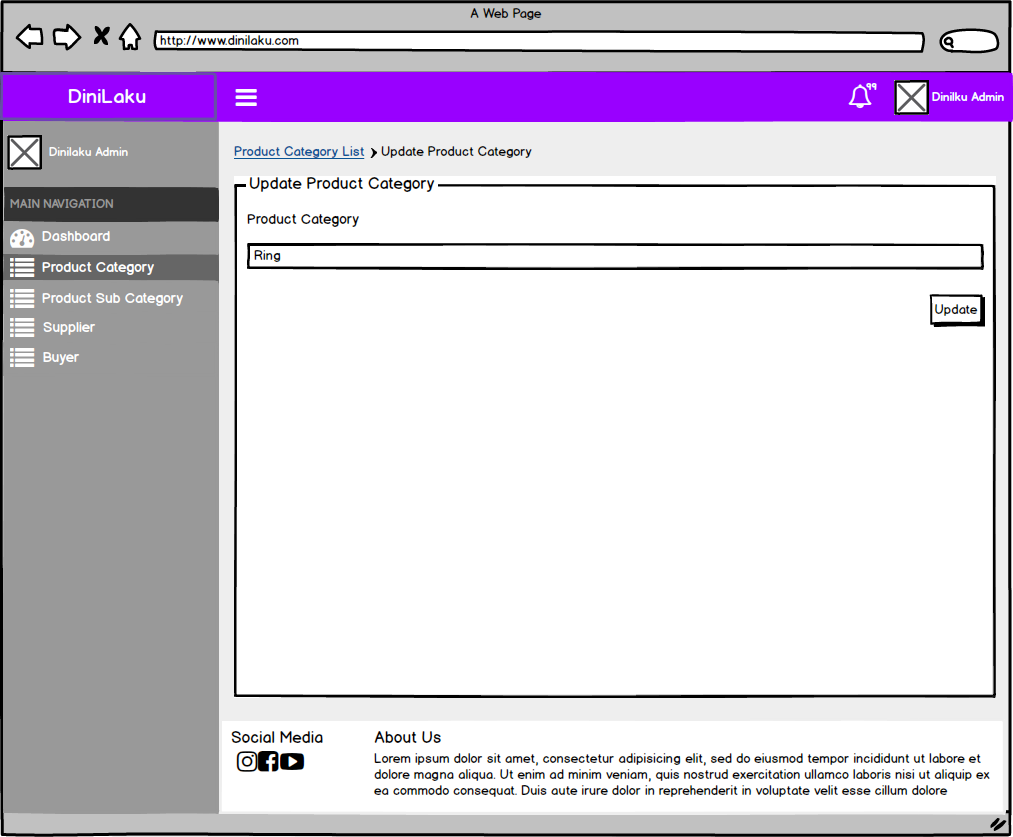 A Web Page
http://www.dinilaku.com
DiniLaku
99
Dinilku Admin
Dinilaku Admin
MAIN NAVIGATION
Dashboard
Product Category
Product Sub Category
Supplier
Buyer
Product Category List
Update Product Category
Update Product Category
Product Category
Ring
Update
Social Media
About Us
Lorem ipsum dolor sit amet, consectetur adipisicing elit, sed do eiusmod tempor incididunt ut labore et
dolore magna aliqua. Ut enim ad minim veniam, quis nostrud exercitation ullamco laboris nisi ut aliquip ex
ea commodo consequat. Duis aute irure dolor in reprehenderit in voluptate velit esse cillum dolore